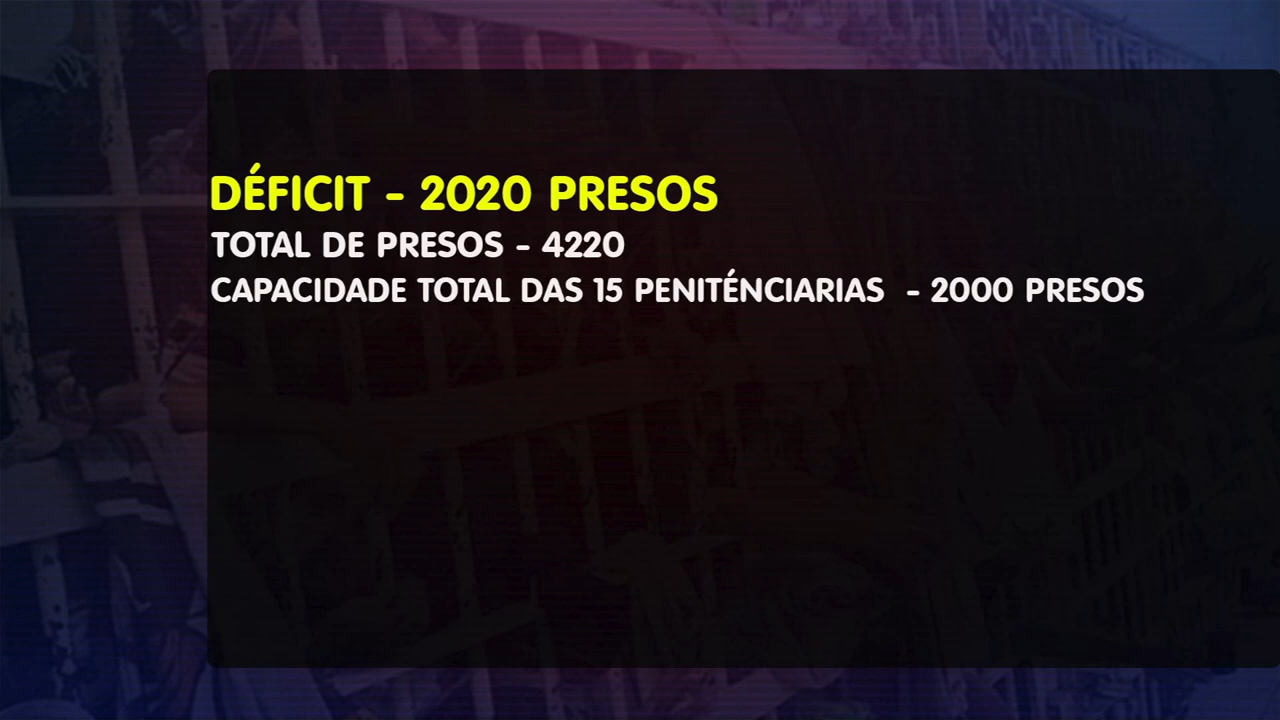 DÉFICIT - 2020 PRESOS
TOTAL DE PRESOS - 4220
CAPACIDADE TOTAL DAS 15 PENITÉNCIARIAS - 2000 PRESOS